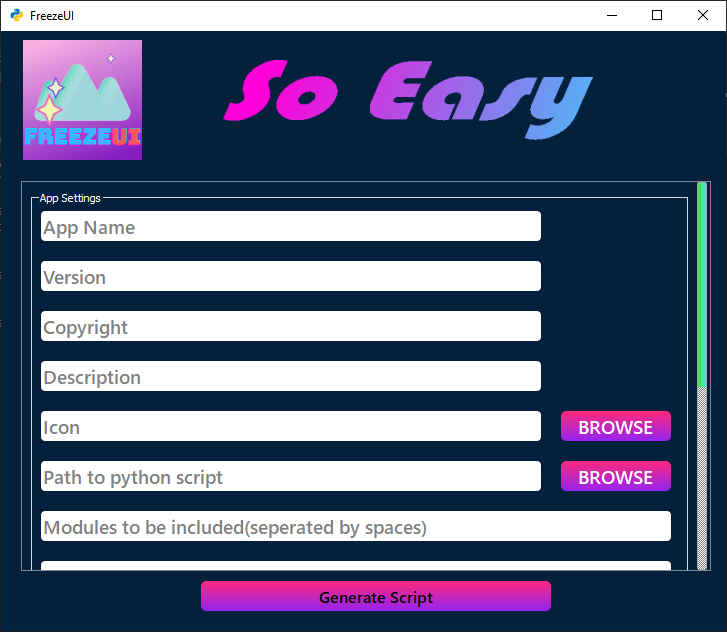 FreezeUI
So Easy
FREEZEUI
App Settings
App Name
Version
Copyright
Description
Icon
BROWSE
Path to python script
BROWSE
Modules to be included(seperated by spaces)
Generate Script